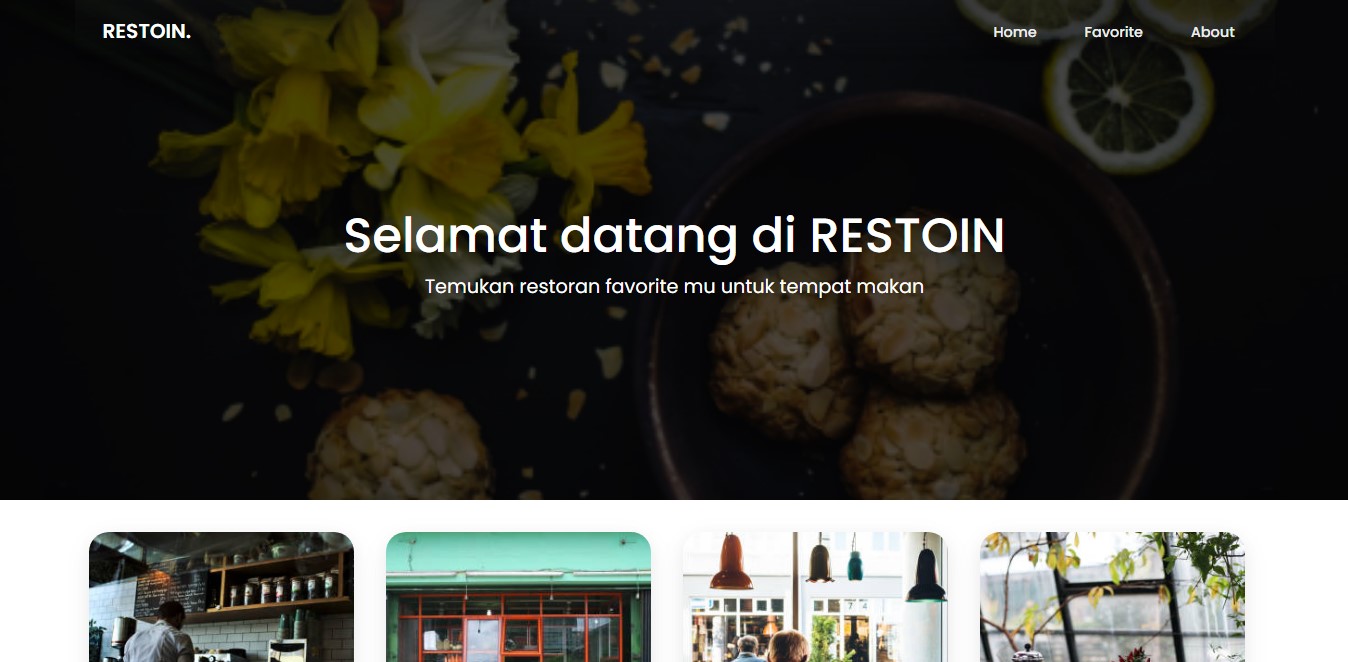 RESTOIN.
Home Favorite About
Selamat datang di RESTOIN
Temukan restoran favorite mu untuk tempat makan